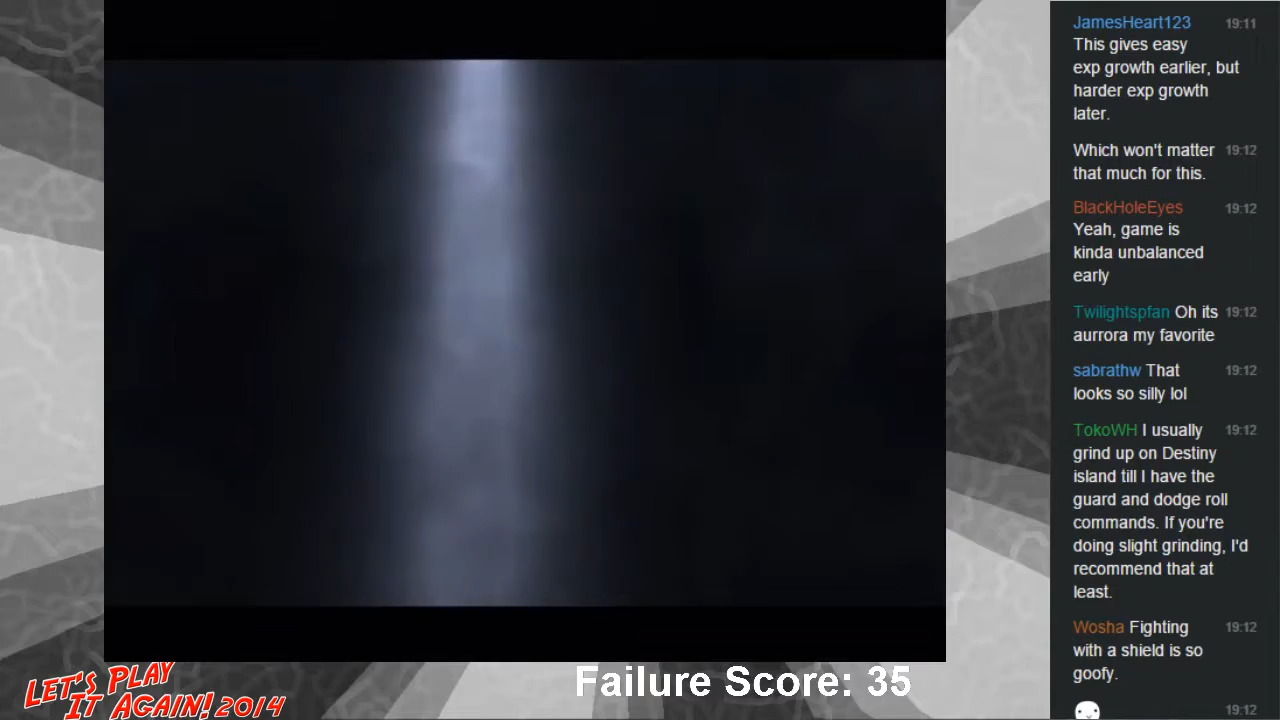 JamesHeart123 19:11
This gives easy
exp growth earlier, but
harder exp growth
later.
Which won't matter 19:12
that much for this.
BlackHoleEyes 19:12
Yeah, game is
kinda unbalanced
early
Twilightspfan Oh its 19:12
aurrora my favorite
sabrathw That 19:12
looks so silly lol
TokoWH I usually 19:12
grind up on Destiny
island till I have the
guard and dodge roll
commands. If you're
doing slight grinding, I'd
recommend that at
least.
Wosha Fighting 19:12
with a shield is so
goofy.
19:12
LET'S PLAY
IT AGAIN! 2014
Failure Score: 35